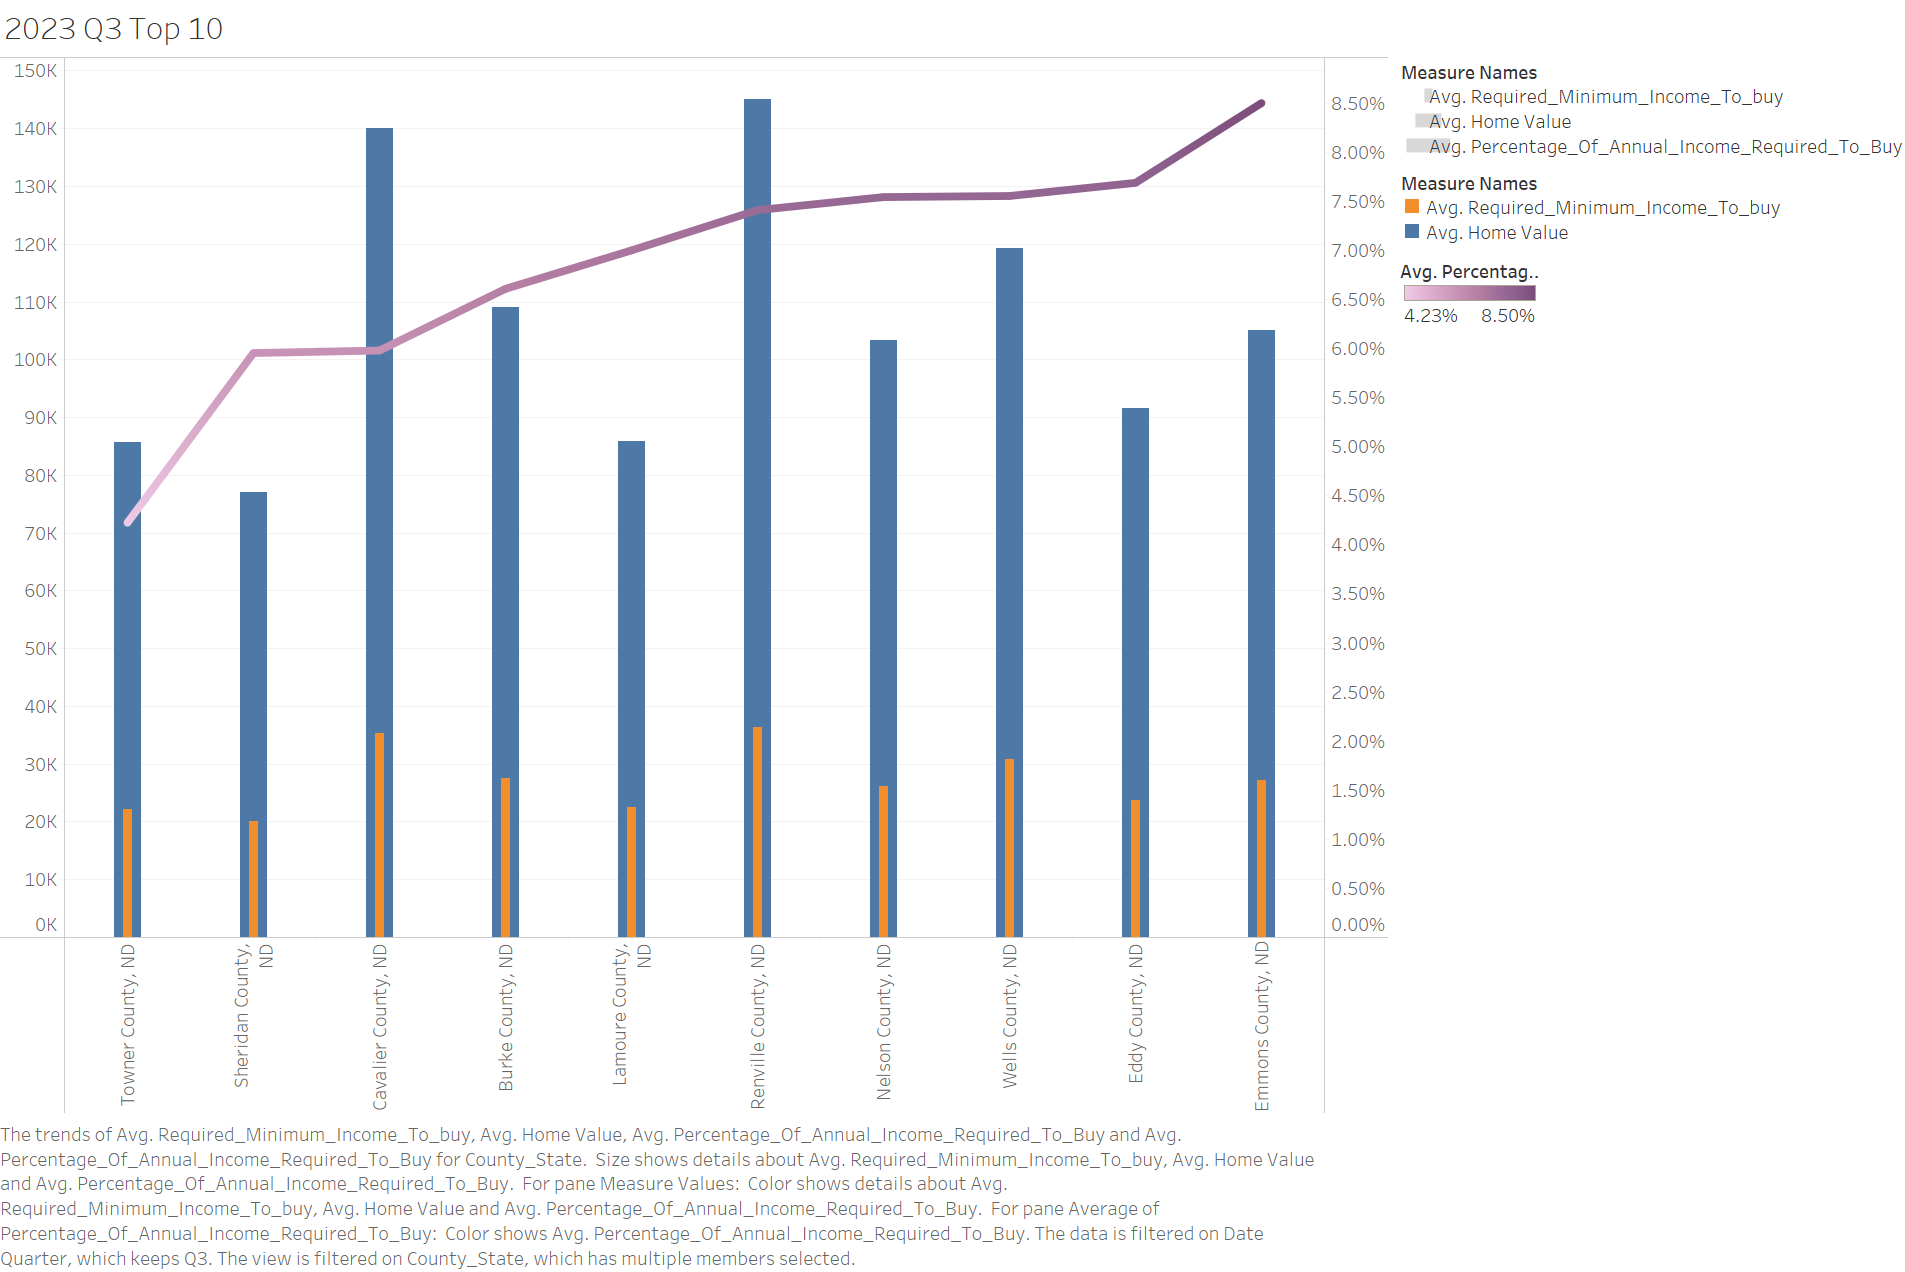 2023 Q3 Top 10
150K
140K
130K
120K
110K
100K
90K
80K
70K
60K
50K
40K
30K
20K
10K
0K
8.50%
8.00%
7.50%
7.00%
6.50%
6.00%
5.50%
5.00%
4.50%
4.00%
3.50%
3.00%
2.50%
2.00%
1.50%
1.00%
0.50%
0.00%
Towner County, ND
Sheridan County,
ND
Cavalier County, ND
Burke County, ND
Lamoure County,
ND
Renville County, ND
Nelson County, ND
Wells County, ND
Eddy County, ND
Emmons County, ND
Measure Names
Avg. Required_Minimum_Income_To_buy
Avg. Home Value
Avg. Percentage_Of_Annual_Income_Required_To_Buy
Measure Names
Avg. Required_Minimum_Income_To_buy
Avg. Home Value
Avg. Percentag..
4.23% 8.50%
The trends of Avg. Required_Minimum_Income_To_buy, Avg. Home Value, Avg. Percentage_Of_Annual_Income_Required_To_Buy and Avg.
Percentage_Of_Annual_Income_Required_To_Buy for County_State. Size shows details about Avg. Required_Minimum_Income_To_buy, Avg. Home Value
and Avg. Percentage_Of_Annual_Income_Required_To_Buy. For pane Measure Values: Color shows details about Avg.
Required_Minimum_Income_To_buy, Avg. Home Value and Avg. Percentage_Of_Annual_Income_Required_To_Buy. For pane Average of
Percentage_Of_Annual_Income_Required_To_Buy: Color shows Avg. Percentage_Of_Annual_Income_Required_To_Buy. The data is filtered on Date
Quarter, which keeps Q3. The view is filtered on County_State, which has multiple members selected.